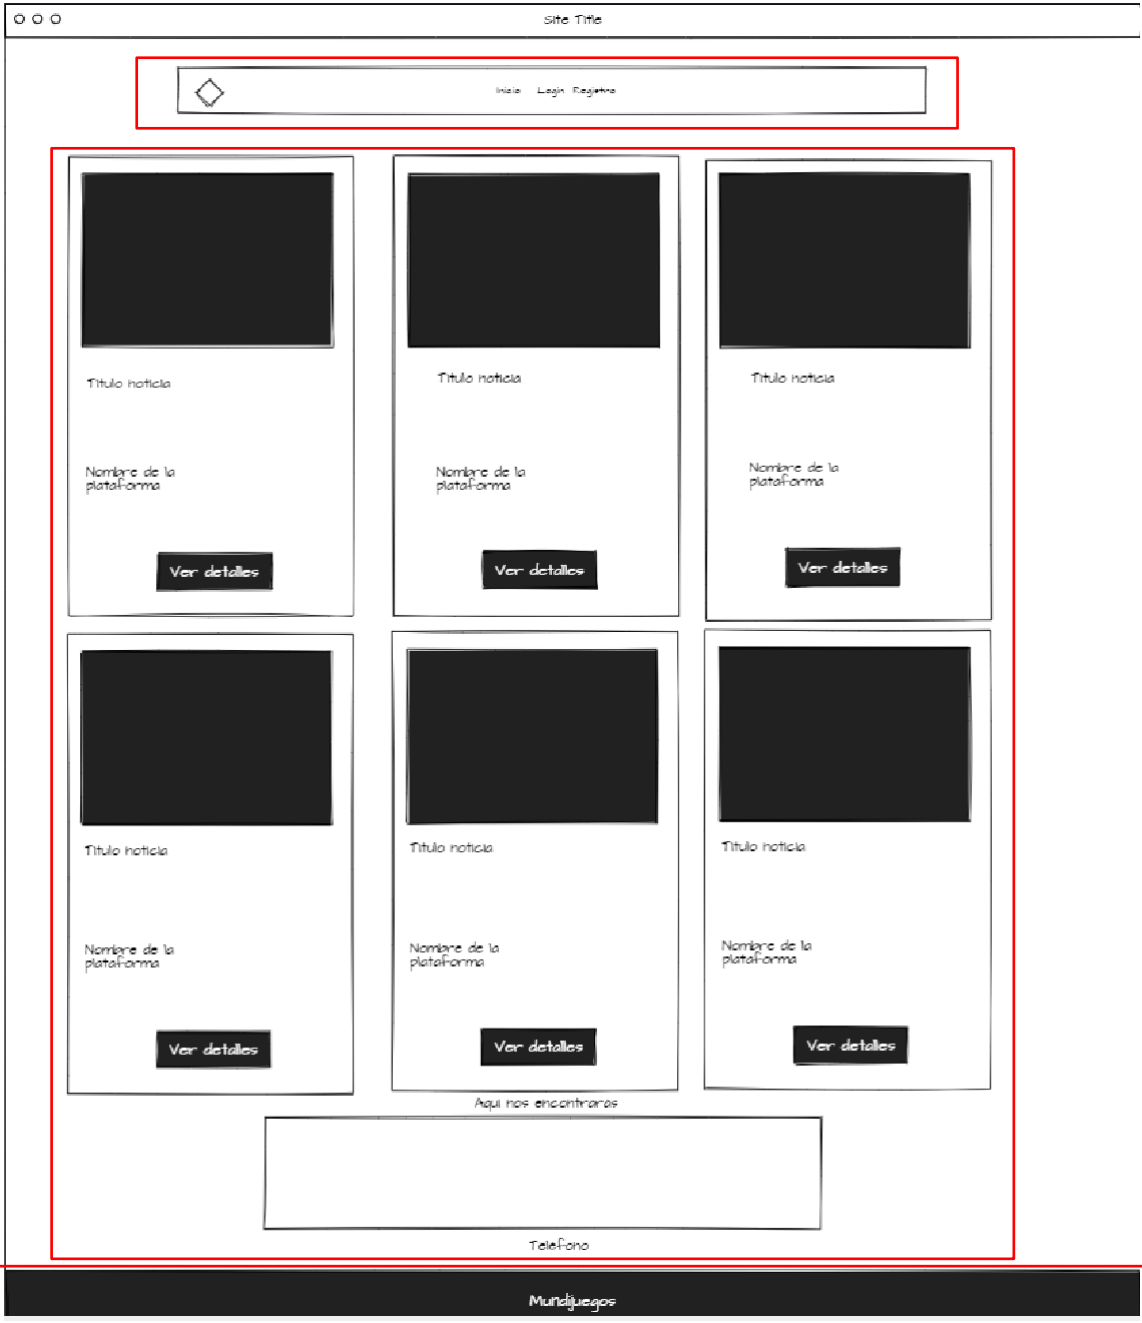 Site Title
Inicio Login Registro
Titulo noticia
Titulo noticia
Titulo noticia
Nombre de la
plataforma
Nombre de la
plataforma
Nombre de la
plataforma
Ver detalles
Ver detalles
Ver detalles
Titulo noticia
Titulo noticia
Titulo noticia
Nombre de la
plataforma
Nombre de la
plataforma
Nombre de la
plataforma
Ver detalles
Ver detalles
Ver detalles
Aqui nos encontraras
Telefono
Mundijuegos